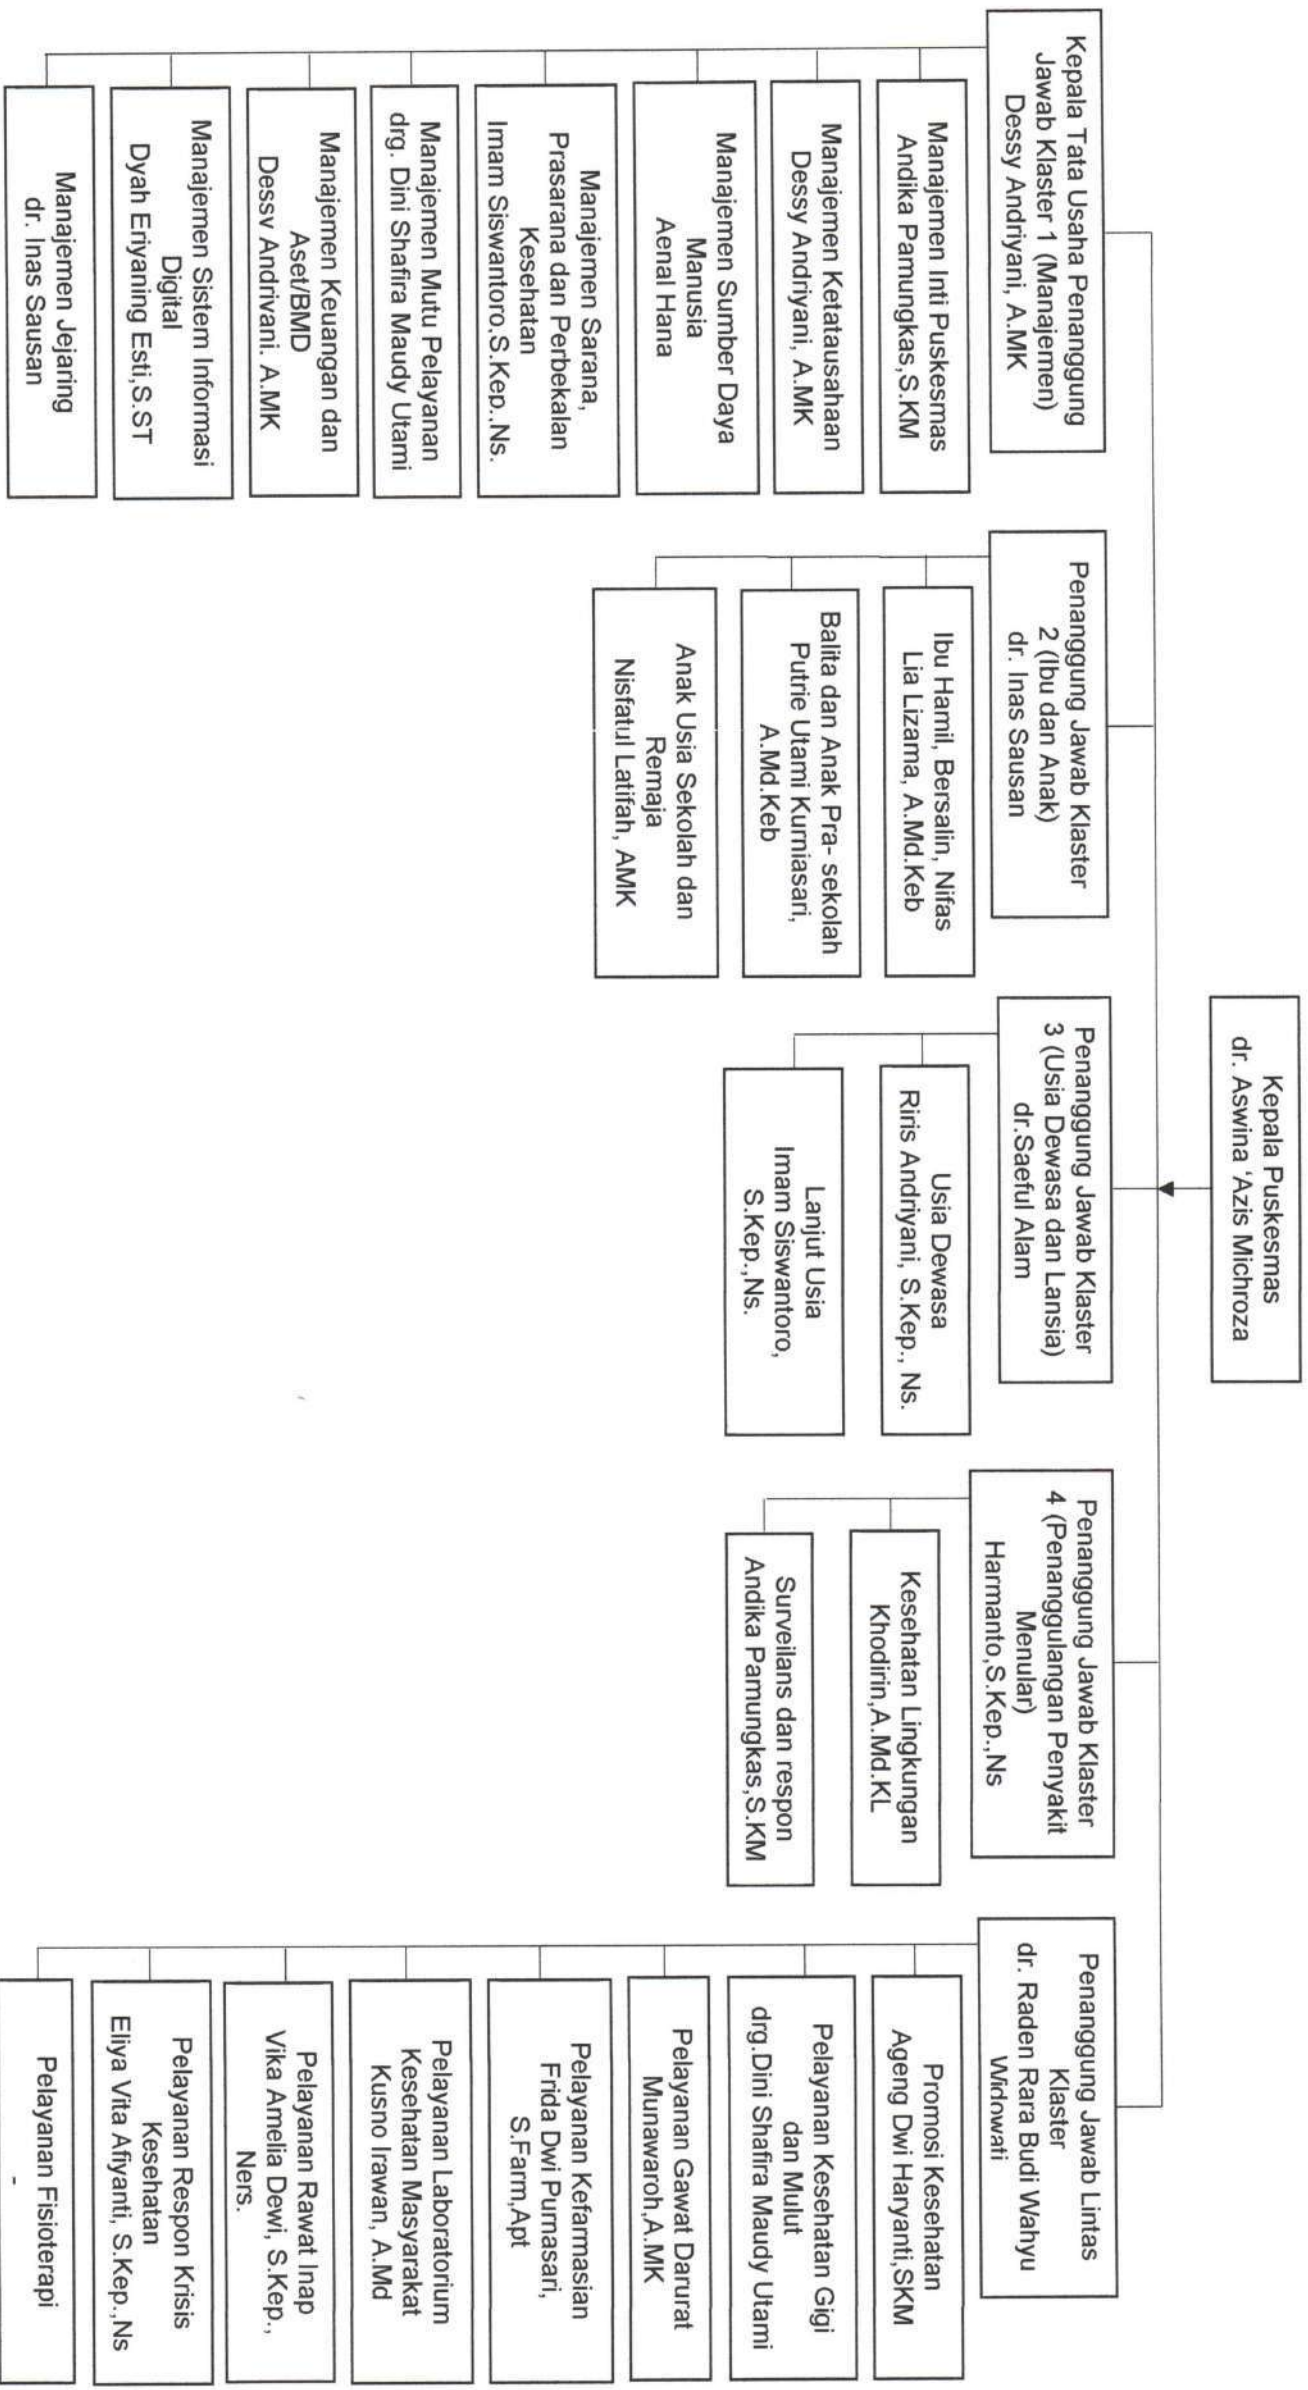 Kepala Puskesmas
dr. Aswina 'Azis Michroza
Kepala Tata Usaha Penanggung
Jawab Klaster 1 (Manajemen)
Dessy Andriyani, A.MK
Manajemen Inti Puskesmas
Andika Pamungkas,S.KM
Manajemen Ketatausahaan
Dessy Andriyani, A.MK
Manajemen Sumber Daya
Manusia
Aenal Hana
Manajemen Sarana,
Prasarana dan Perbekalan
Kesehatan
Imam Siswantoro,S.Kep.,Ns.
Manajemen Mutu Pelayanan
drg. Dini Shafira Maudy Utami
Manajemen Keuangan dan
Aset/BMD
Dessy Andriyani. A.MK
Manajemen Sistem Informasi
Digital
Dyah Eriyaning Esti,S.ST
Manajemen Jejaring
dr. Inas Sausan
Penanggung Jawab Klaster
2 (Ibu dan Anak)
dr. Inas Sausan
Ibu Hamil, Bersalin, Nifas
Lia Lizama, A.Md.Keb
Balita dan Anak Pra- sekolah
Putrie Utami Kurniasari,
A.Md.Keb
Anak Usia Sekolah dan
Remaja
Nisfatul Latifah, AMK
Penanggung Jawab Klaster
3 (Usia Dewasa dan Lansia)
dr.Saeful Alam
Usia Dewasa
Riris Andriyani, S.Kep., Ns.
Lanjut Usia
Imam Siswantoro,
S.Kep.,Ns.
Penanggung Jawab Klaster
4 (Penanggulangan Penyakit
Menular)
Harmanto,S.Kep.,Ns
Kesehatan Lingkungan
Khodirin,A.Md.KL
Surveilans dan respon
Andika Pamungkas,S.KM
Penanggung Jawab Lintas
Klaster
dr. Raden Rara Budi Wahyu
Widowati
Promosi Kesehatan
Ageng Dwi Haryanti,SKM
Pelayanan Kesehatan Gigi
dan Mulut
drg.Dini Shafira Maudy Utami
Pelayanan Gawat Darurat
Munawaroh,A.MK
Pelayanan Kefarmasian
Frida Dwi Purnasari,
S.Farm,Apt
Pelayanan Laboratorium
Kesehatan Masyarakat
Kusno Irawan, A.Md
Pelayanan Rawat Inap
Vika Amelia Dewi, S.Kep.,
Ners.
Pelayanan Respon Krisis
Kesehatan
Eliya Vita Afiyanti, S.Kep.,Ns
Pelayanan Fisioterapi
-